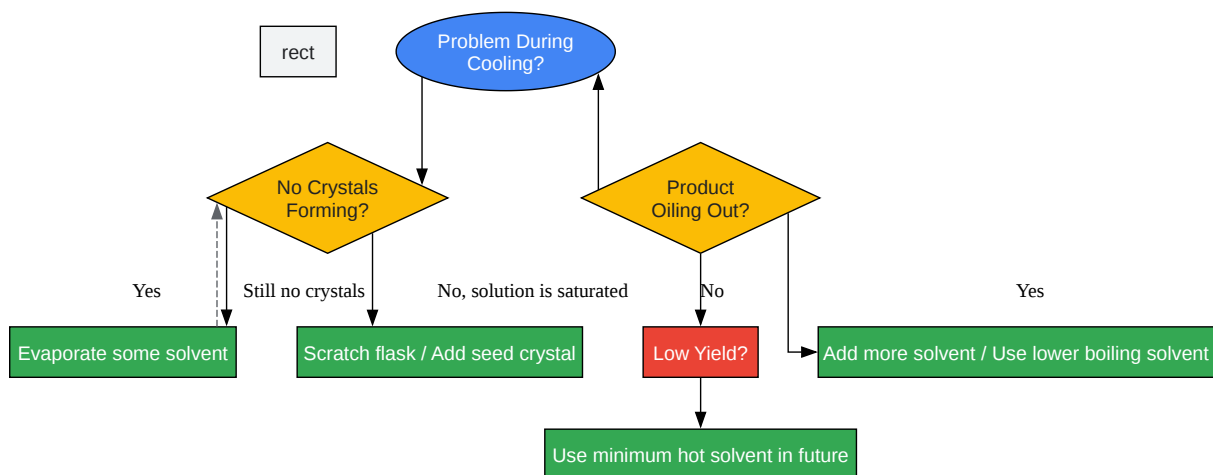 rect
Problem During
Cooling?
No Crystals
Forming?
Product
Oiling Out?
Yes
Still no crystals
No, solution is saturated
No
Yes
Evaporate some solvent
Scratch flask / Add seed crystal
Low Yield?
Add more solvent / Use lower boiling solvent
Use minimum hot solvent in future